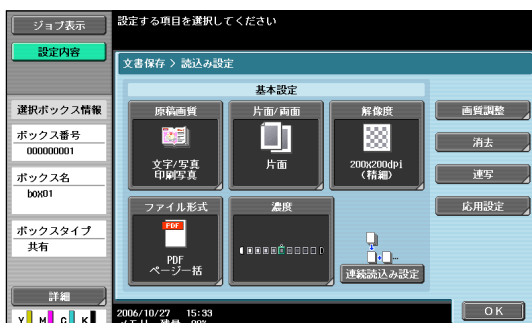 ジョブ表示
設定する項目を選択してください
設定内容
文書保存 > 読込み設定
基本設定
選択ボックス情報
ボックス番号
000000001
ボックス名
box01
ボックスタイプ
共有
詳細
原稿画質
文字/写真
印刷写真
片面/両面
片面
解像度
200x200dpi
(精細)
ファイル形式
PDF
PDF
ページ一括
濃度
連続読込み設定
画質調整
消去
連写
応用設定
Y M C K
2006/10/27 15:33
メモリ 残量 99%
OK